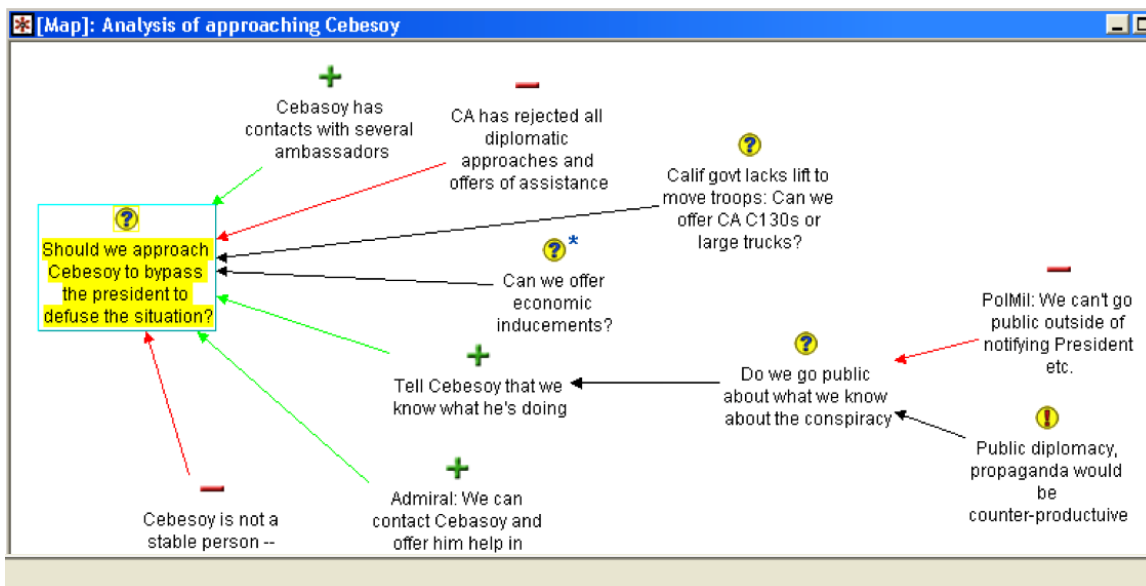 [Map]: Analysis of approaching Cebesoy
Cebasoy has
contacts with several
ambassadors
CA has rejected all
diplomatic
approaches and
offers of assistance
Calif govt lacks lift to
move troops: Can we
offer CA C130s or
large trucks?
Should we approach
Cebesoy to bypass
the president to
defuse the situation?
Can we offer
economic
inducements?
PolMil: We can't go
public outside of
notifying President
etc.
Tell Cebesoy that we
know what he's doing
Do we go public
about what we know
about the conspiracy
Public diplomacy,
propaganda would
be
counter-productuive
Cebesoy is not a
stable person --
Admiral: We can
contact Cebasoy and
offer him help in